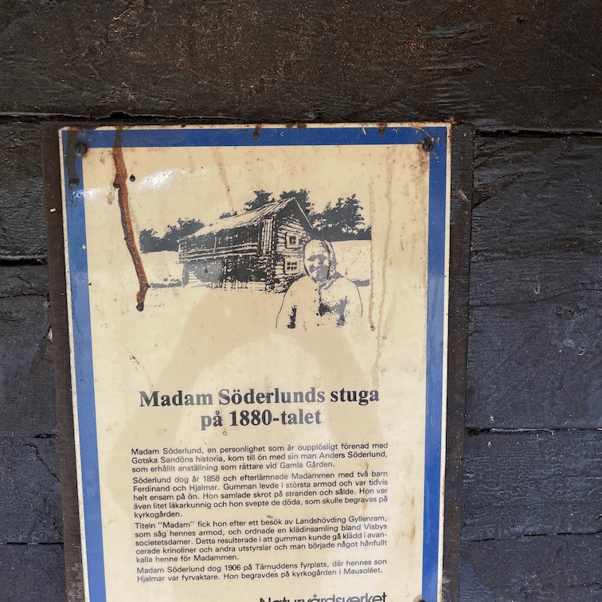 Madam Söderlunds stuga
på 1880-talet
Madam Söderlund, en personlighet som är oupplösligt förenad med
Gotska Sandöns historia, kom till ön med sin man Anders Söderlund,
som erhållit anställning som rättare vid Gamla Gården.
Söderlund dog år 1858 och efterlämnade Madammen med två barn
Ferdinand och Hjalmar. Gumman levde i största armod och var tidvis
helt ensam på ön. Hon samlade skrot på stranden och sålde. Hon var
även litet läkarkunnig och hon svepte de döda, som skulle begravas på
kyrkogården.
Titeln "Madam" fick hon efter ett besök av Landshövding Gyllenram,
som såg hennes armod, och ordnade en klädinsamling bland Visbys
societetsdamer. Detta resulterade i att gumman kunde gå klädd i avan-
cerade krinoliner och andra utstyrslar och man började något hånfullt
kalla henne för Madammen.
Madam Söderlund dog 1906 på Tärnuddens fyrplats, där hennes son
Hjalmar var fyrvaktare. Hon begravdes på kyrkogården i Mausoléet.
Naturvårdsverket